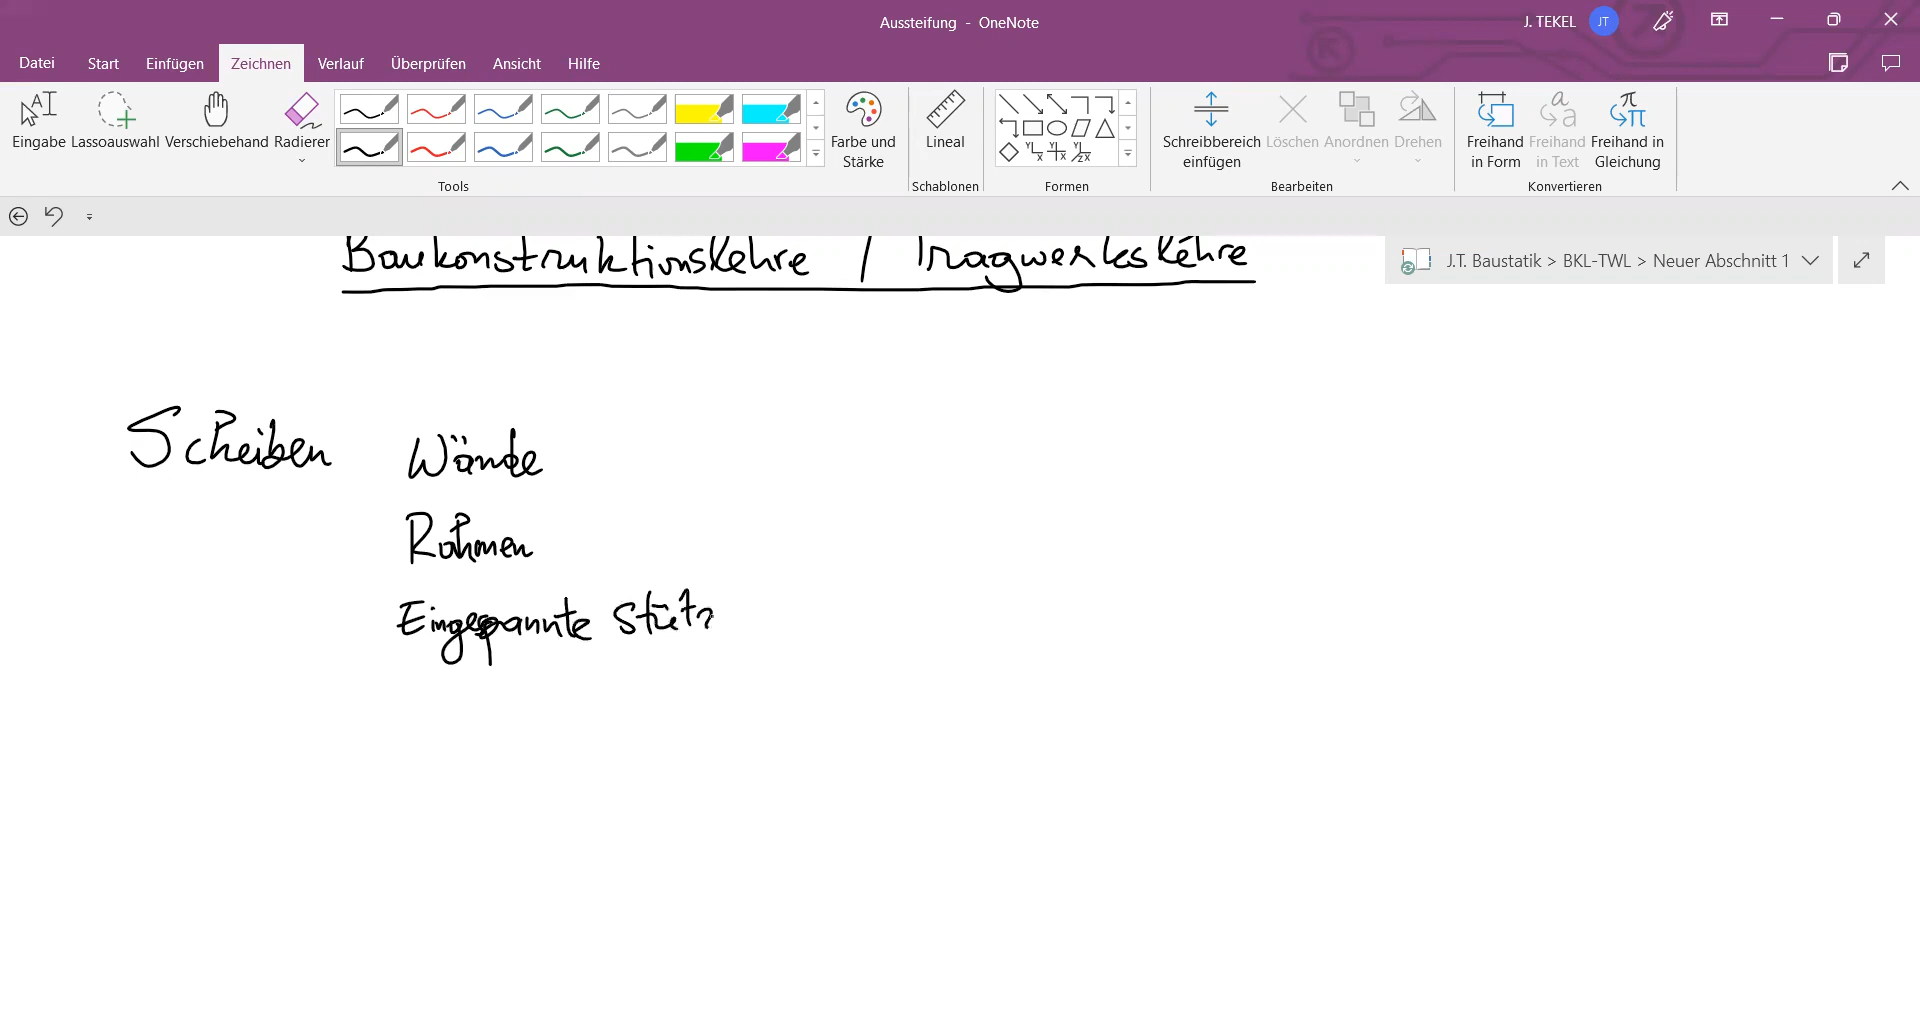 Aussteifung - OneNote
J. TEKEL JT
Datei Start Einfügen Zeichnen Verlauf Überprüfen Ansicht Hilfe
Eingabe Lassoauswahl Verschiebehand Radierer
Farbe und Stärke
Lineal
Schreibbereich einfügen
Löschen Anordnen Drehen
Freihand in Form
Freihand in Text
Freihand in Gleichung
Tools Schablonen Formen Bearbeiten Konvertieren
Baukonstruktionslehre / Tragwerkslehre
J.T. Baustatik > BKL-TWL > Neuer Abschnitt 1
Scheiben Wände
Rahmen
Eingespannte Stütz